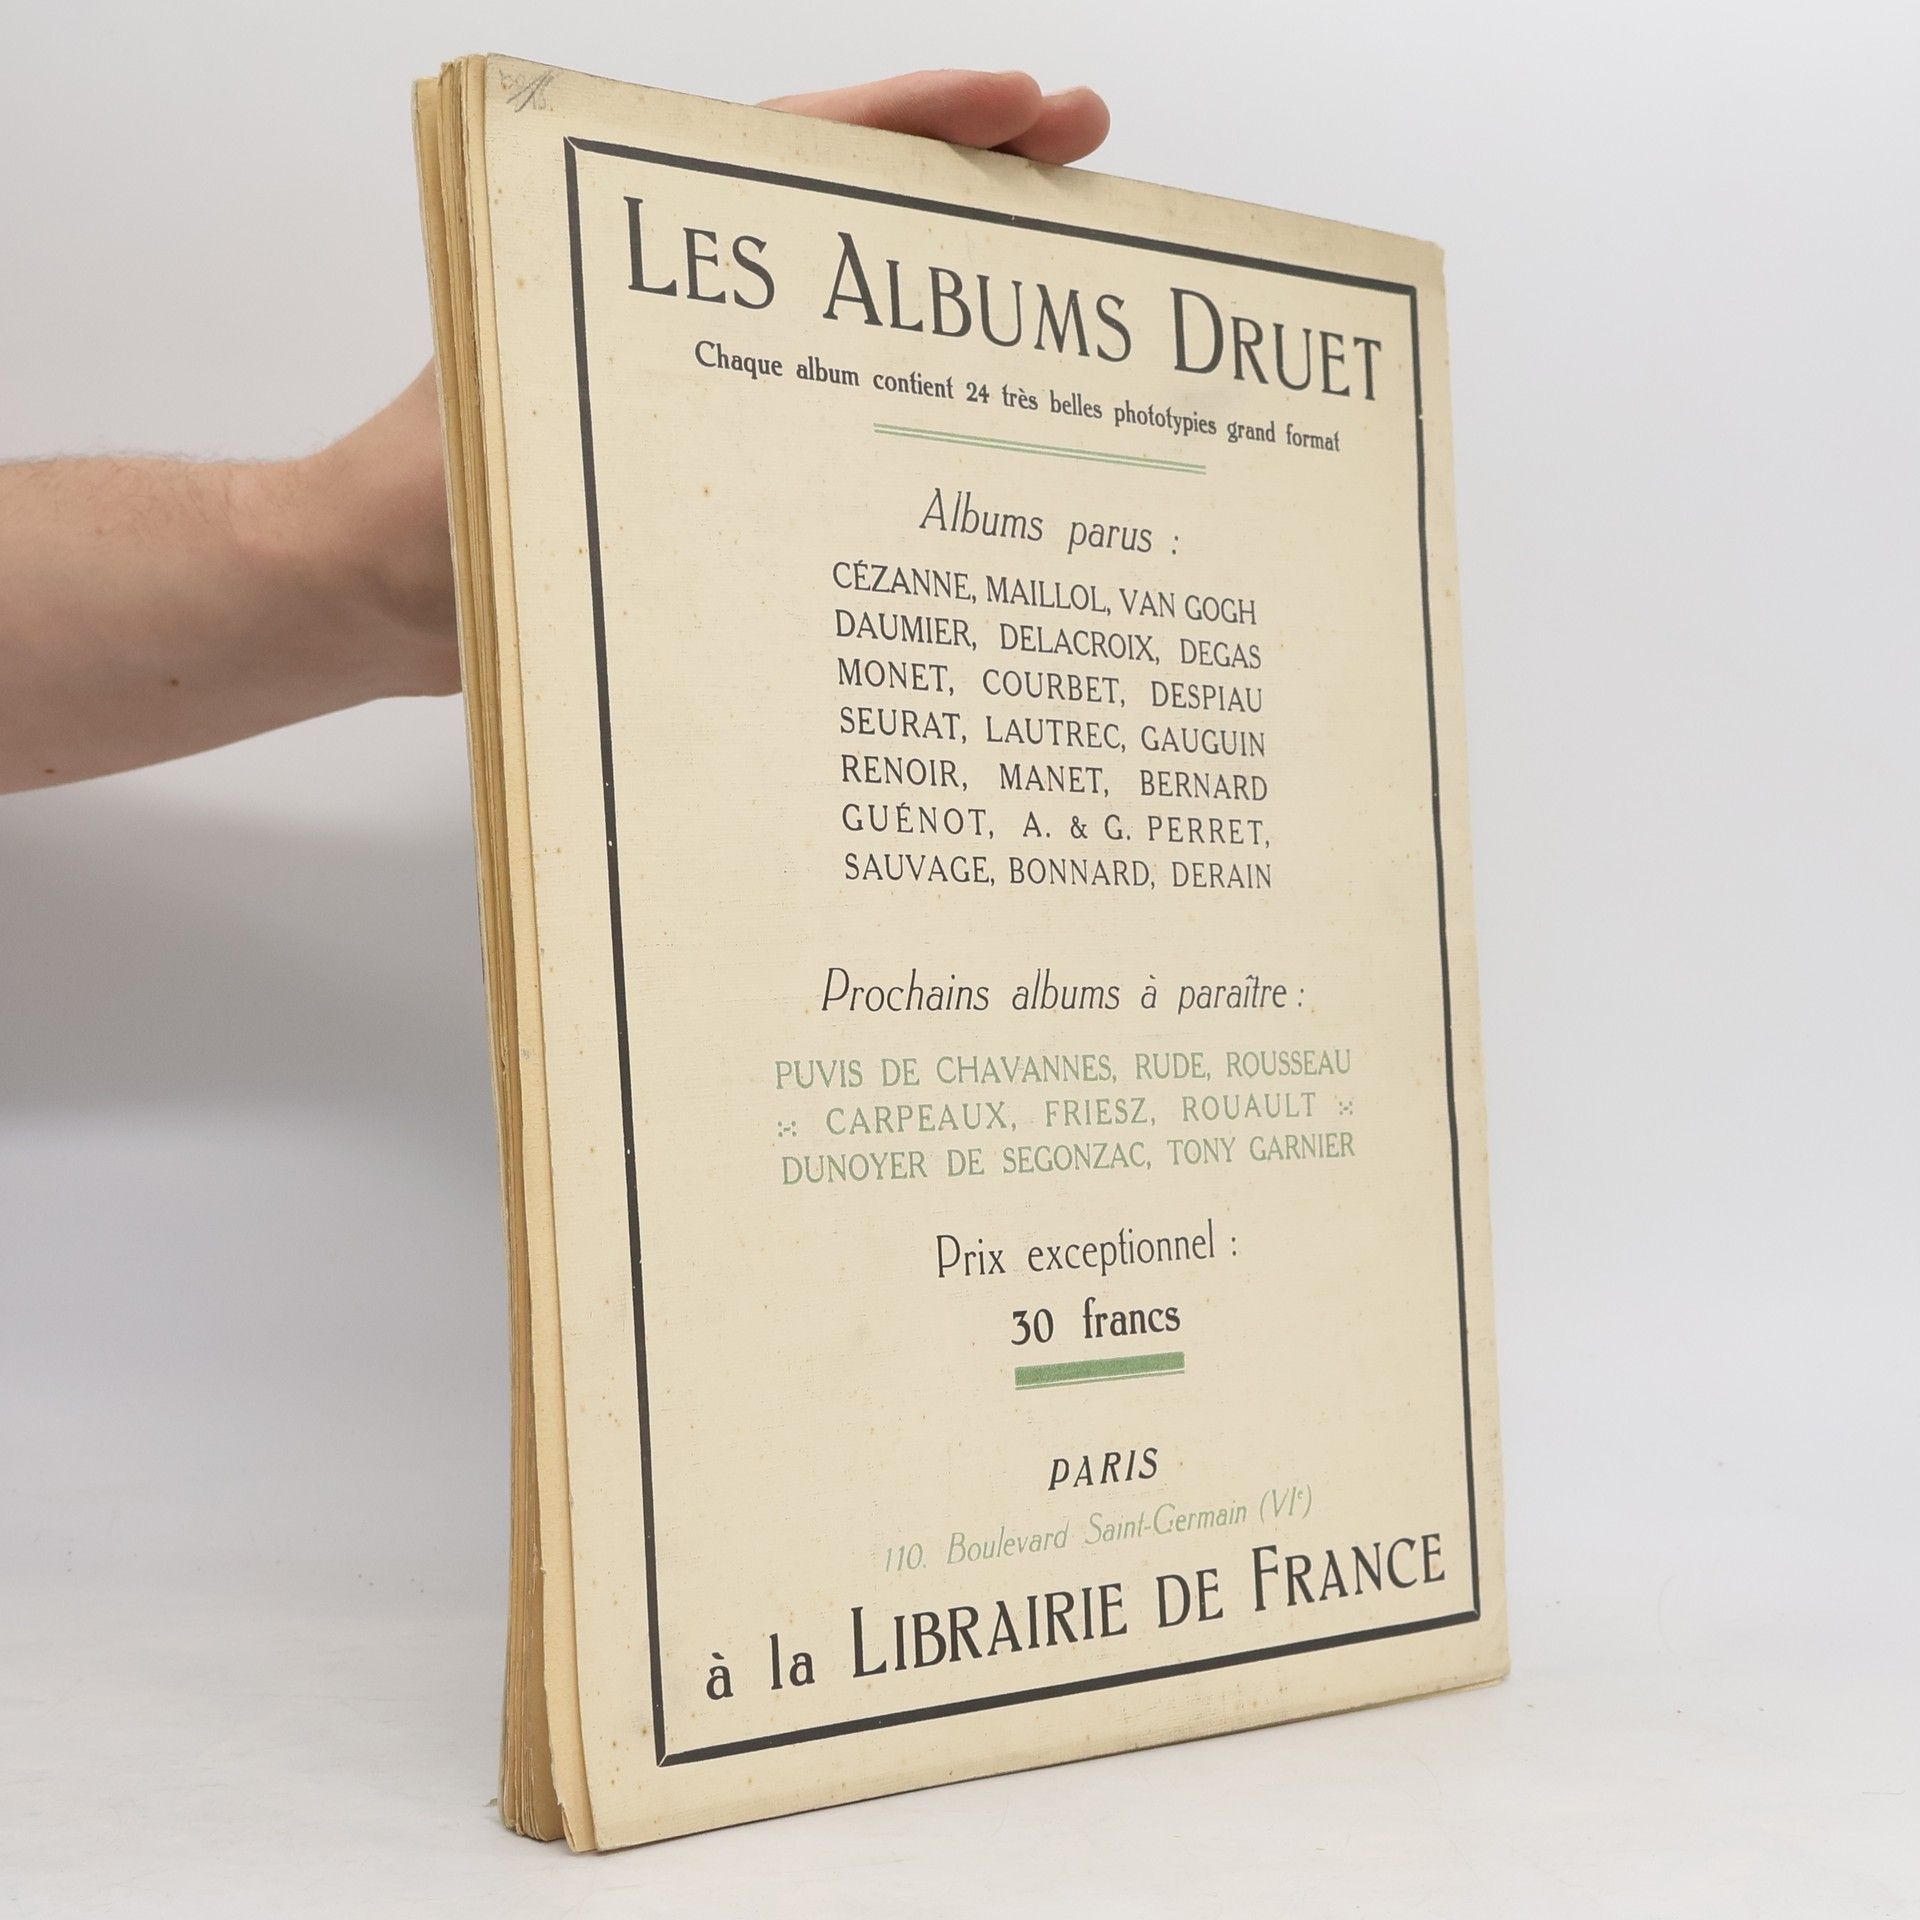 LES ALBUMS DRUET
Chaque album contient 24 très belles phototypies grand format
Albums parus :
CÉZANNE, MAILLOL, VAN GOGH
DAUMIER, DELACROIX, DEGAS
MONET, COURBET, DESPIAU
SEURAT, LAUTREC, GAUGUIN
RENOIR, MANET, BERNARD
GUÉNOT, A. & G. PERRET,
SAUVAGE, BONNARD, DERAIN
Prochains albums à paraître :
PUVIS DE CHAVANNES, RUDE, ROUSSEAU
CARPEAUX, FRIESZ, ROUAULT
DUNOYER DE SEGONZAC, TONY GARNIER
Prix exceptionnel :
30 francs
PARIS
110. Boulevard Saint-Germain (VIe)
à la LIBRAIRIE DE FRANCE